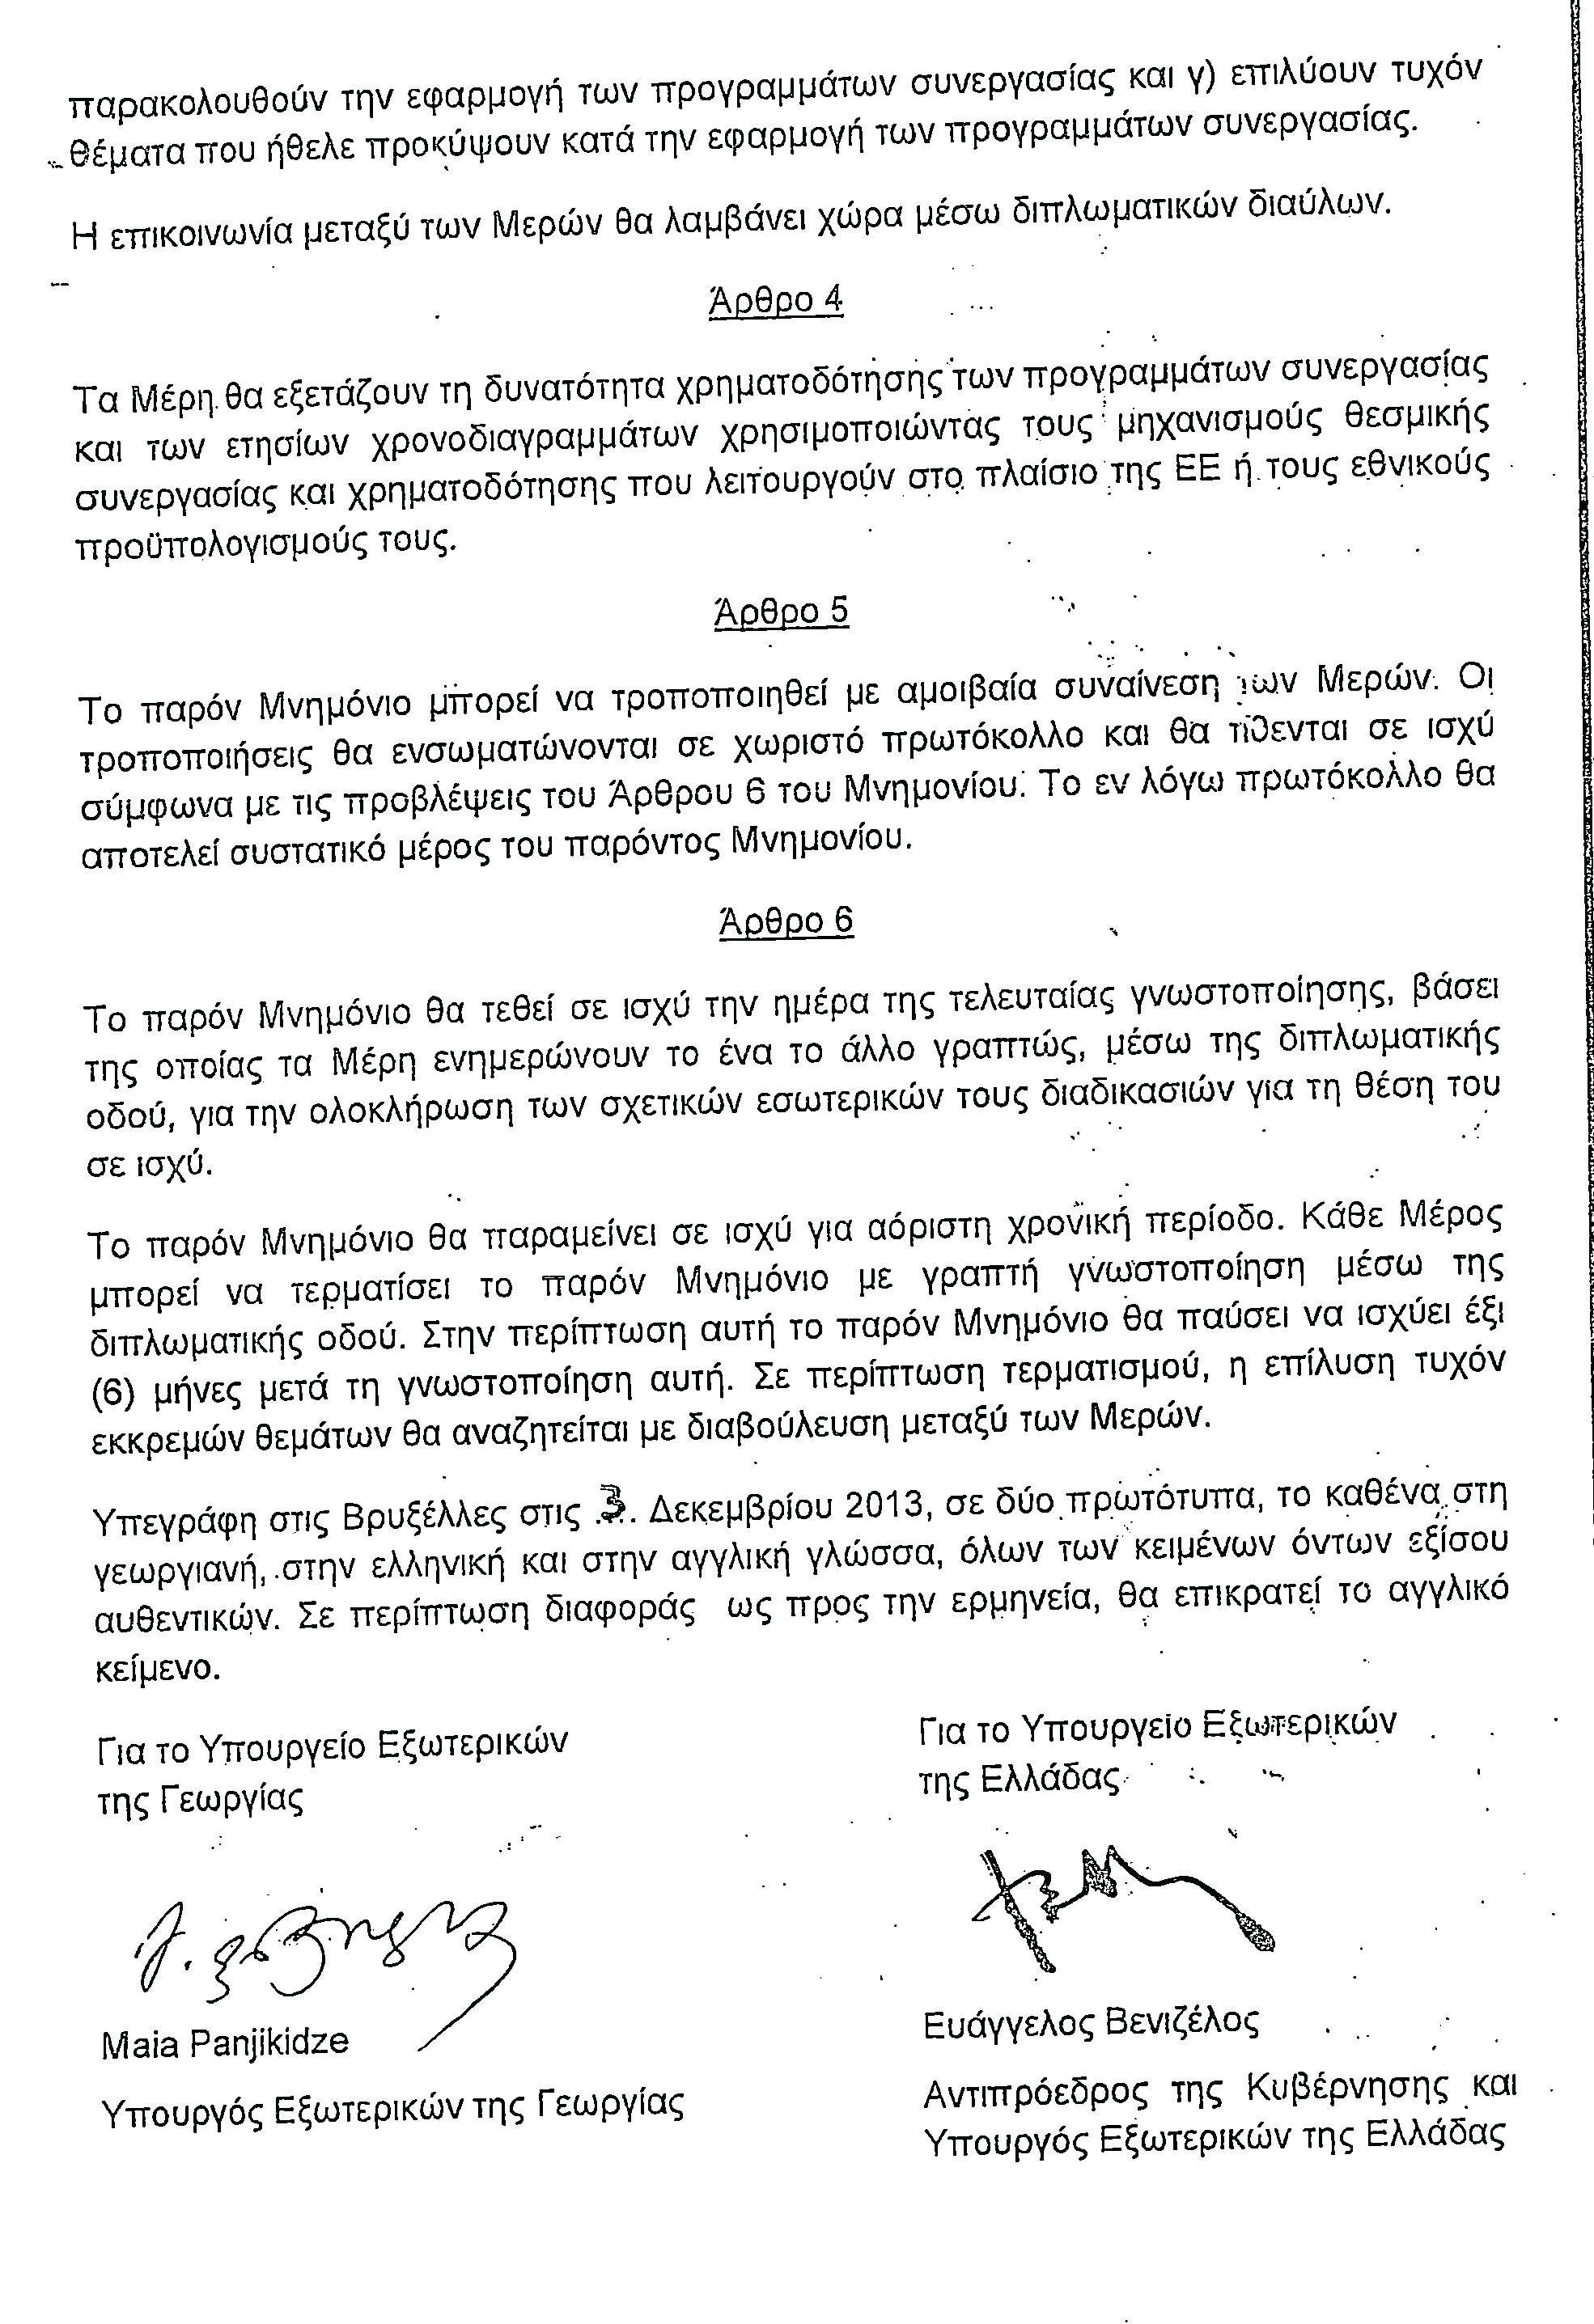 παρακολουθούν την εφαρμογή των προγραμμάτων συνεργασίας και γ) επιλύουν τυχόν
θέματα που ήθελε προκύψουν κατά την εφαρμογή των προγραμμάτων συνεργασίας.
Η επικοινωνία μεταξύ των Μερών θα λαμβάνει χώρα μέσω διπλωματικών διαύλων.
Άρθρο 4
Τα Μέρη θα εξετάζουν τη δυνατότητα χρηματοδότησης των προγραμμάτων συνεργασίας
και των ετησίων χρονοδιαγραμμάτων χρησιμοποιώντας τους μηχανισμούς θεσμικής
συνεργασίας και χρηματοδότησης που λειτουργούν στο πλαίσιο της ΕΕ ή τους εθνικούς
προϋπολογισμούς τους.
Άρθρο 5
Το παρόν Μνημόνιο μπορεί να τροποποιηθεί με αμοιβαία συναίνεση των Μερών. Οι
τροποποιήσεις θα ενσωματώνονται σε χωριστό πρωτόκολλο και θα τίθενται σε ισχύ
σύμφωνα με τις προβλέψεις του Άρθρου 6 του Μνημονίου. Το εν λόγω πρωτόκολλο θα
αποτελεί συστατικό μέρος του παρόντος Μνημονίου.
Άρθρο 6
Το παρόν Μνημόνιο θα τεθεί σε ισχύ την ημέρα της τελευταίας γνωστοποίησης, βάσει
της οποίας τα Μέρη ενημερώνουν το ένα το άλλο γραπτώς, μέσω της διπλωματικής
οδού, για την ολοκλήρωση των σχετικών εσωτερικών τους διαδικασιών για τη θέση του
σε ισχύ.
Το παρόν Μνημόνιο θα παραμείνει σε ισχύ για αόριστη χρονική περίοδο. Κάθε Μέρος
μπορεί να τερματίσει το παρόν Μνημόνιο με γραπτή γνωστοποίηση μέσω της
διπλωματικής οδού. Στην περίπτωση αυτή το παρόν Μνημόνιο θα παύσει να ισχύει έξι
(6) μήνες μετά τη γνωστοποίηση αυτή. Σε περίπτωση τερματισμού, η επίλυση τυχόν
εκκρεμών θεμάτων θα αναζητείται με διαβούλευση μεταξύ των Μερών.
Υπεγράφη στις Βρυξέλλες στις .3. Δεκεμβρίου 2013, σε δύο πρωτότυπα, το καθένα στη
γεωργιανή, στην ελληνική και στην αγγλική γλώσσα, όλων των κειμένων όντων εξίσου
αυθεντικών. Σε περίπτωση διαφοράς ως προς την ερμηνεία, θα επικρατεί το αγγλικό
κείμενο.
Για το Υπουργείο Εξωτερικών
της Γεωργίας
Maia Panjikidze
Υπουργός Εξωτερικών της Γεωργίας
Για το Υπουργείο Εξωτερικών
της Ελλάδας
Ευάγγελος Βενιζέλος
Αντιπρόεδρος της Κυβέρνησης και
Υπουργός Εξωτερικών της Ελλάδας